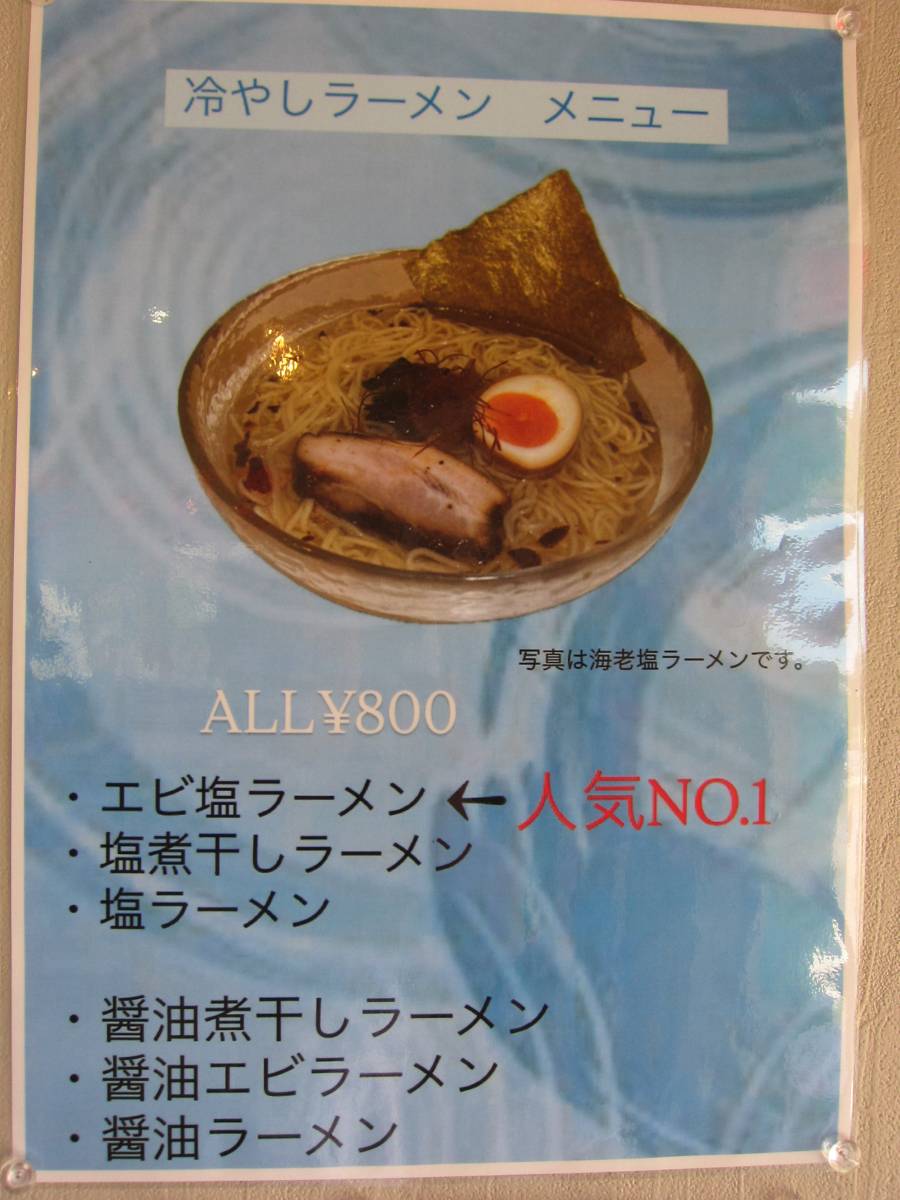 冷やしラーメン　メニュー
写真は海老塩ラーメンです。
ALL¥800
・エビ塩ラーメン←人気NO.1
・塩煮干しラーメン
・塩ラーメン
・醤油煮干しラーメン
・醤油エビラーメン
・醤油ラーメン